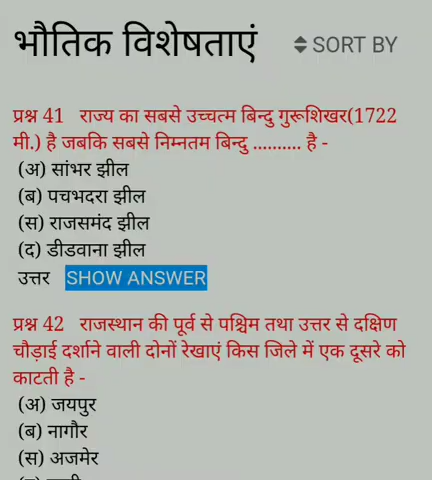 भौतिक विशेषताएं SORT BY
प्रश्न 41 राज्य का सबसे उच्चत्म बिन्दु गुरूशिखर(1722
मी.) है जबकि सबसे निम्नतम बिन्दु .......... है -
(अ) सांभर झील
(ब) पचभदरा झील
(स) राजसमंद झील
(द) डीडवाना झील
उत्तर SHOW ANSWER
प्रश्न 42 राजस्थान की पूर्व से पश्चिम तथा उत्तर से दक्षिण
चौड़ाई दर्शाने वाली दोनों रेखाएं किस जिले में एक दूसरे को
काटती है -
(अ) जयपुर
(ब) नागौर
(स) अजमेर